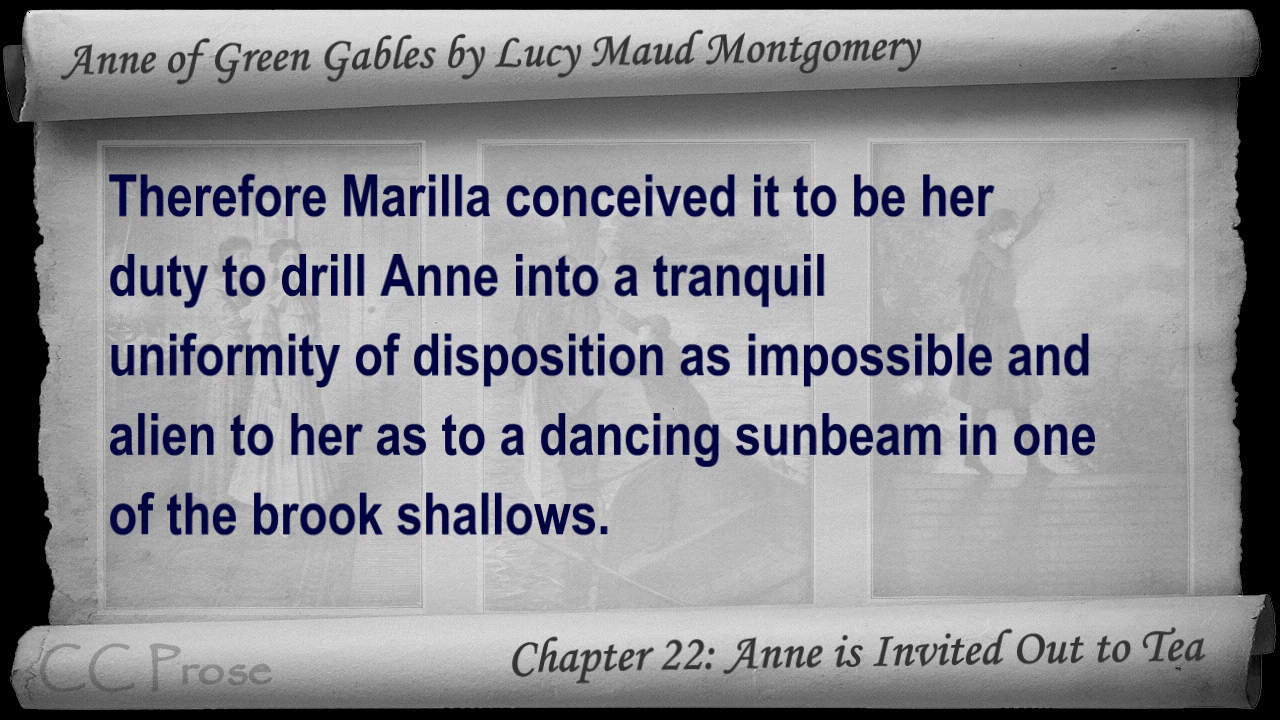 Anne of Green Gables by Lucy Maud Montgomery
Therefore Marilla conceived it to be her
duty to drill Anne into a tranquil
uniformity of disposition as impossible and
alien to her as to a dancing sunbeam in one
of the brook shallows.
CC Prose
Chapter 22: Anne is Invited Out to Tea